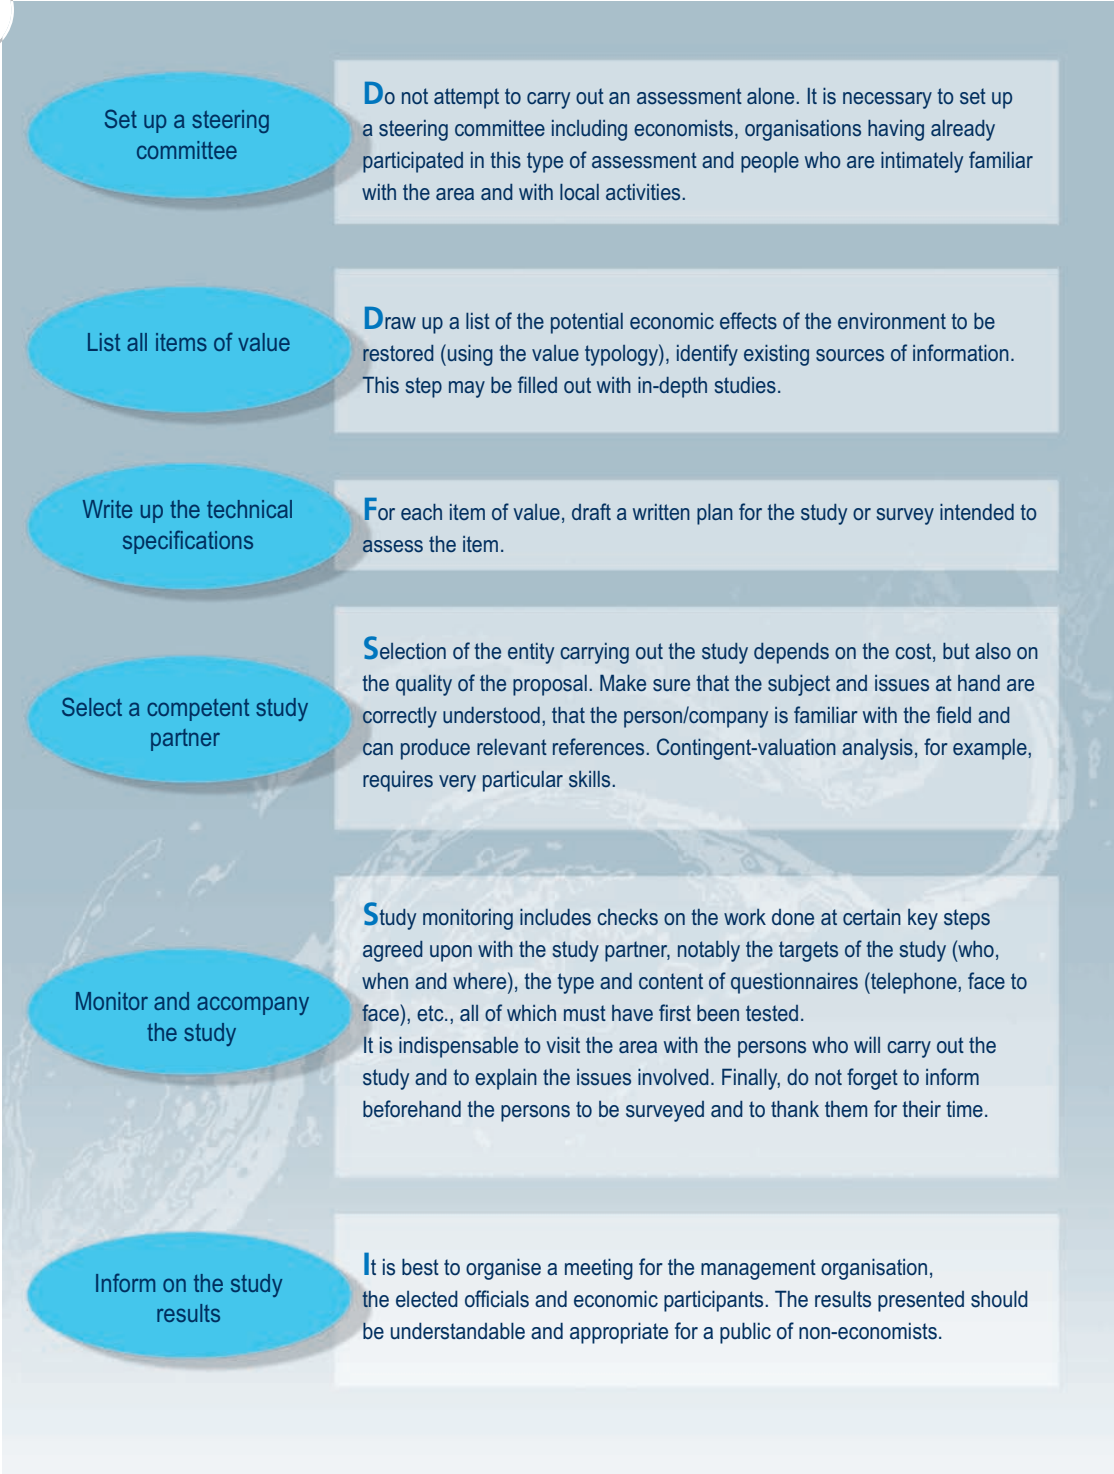 Set up a steering
committee
Do not attempt to carry out an assessment alone. It is necessary to set up
a steering committee including economists, organisations having already
participated in this type of assessment and people who are intimately familiar
with the area and with local activities.
List all items of value
Draw up a list of the potential economic effects of the environment to be
restored (using the value typology), identify existing sources of information.
This step may be filled out with in-depth studies.
Write up the technical
specifications
For each item of value, draft a written plan for the study or survey intended to
assess the item.
Select a competent study
partner
Selection of the entity carrying out the study depends on the cost, but also on
the quality of the proposal. Make sure that the subject and issues at hand are
correctly understood, that the person/company is familiar with the field and
can produce relevant references. Contingent-valuation analysis, for example,
requires very particular skills.
Monitor and accompany
the study
Study monitoring includes checks on the work done at certain key steps
agreed upon with the study partner, notably the targets of the study (who,
when and where), the type and content of questionnaires (telephone, face to
face), etc., all of which must have first been tested.
It is indispensable to visit the area with the persons who will carry out the
study and to explain the issues involved. Finally, do not forget to inform
beforehand the persons to be surveyed and to thank them for their time.
Inform on the study
results
It is best to organise a meeting for the management organisation,
the elected officials and economic participants. The results presented should
be understandable and appropriate for a public of non-economists.